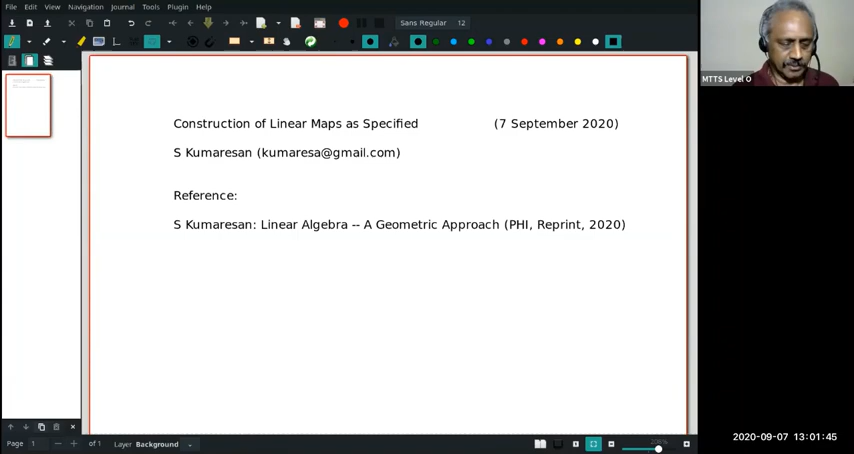 File Edit View Navigation Journal Tools Plugin Help
Sans Regular 12
Construction of Linear Maps as Specified (7 September 2020)
S Kumaresan (kumaresa@gmail.com)
Reference:
S Kumaresan: Linear Algebra -- A Geometric Approach (PHI, Reprint, 2020)
MTTS Level O
Page 1 of 1 Layer Background
2020-09-07 13:01:45